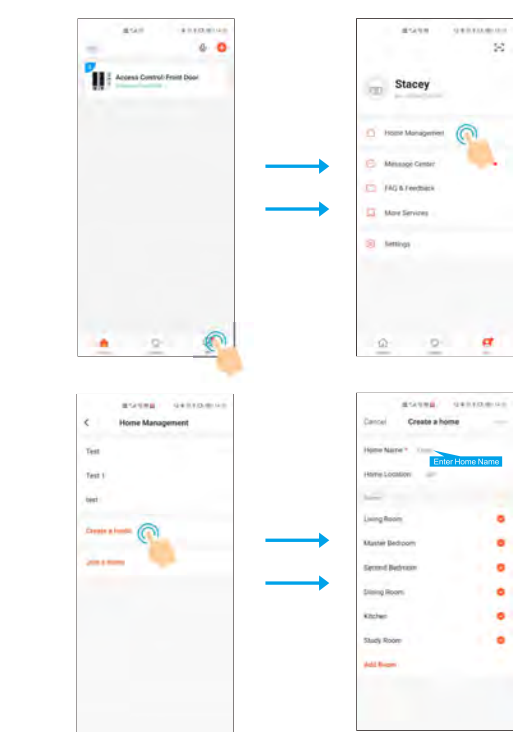 Access Control-Front Door
Stacey
Home Management
Message Center
FAQ & Feedback
More Services
Settings
Home Management
Test
Test 1
test
Create a home
Join a home
Cancel
Create a home
Home Name *
Enter Home Name
Home Location
Living Room
Master Bedroom
Second Bedroom
Dining Room
Kitchen
Study Room
Add Room